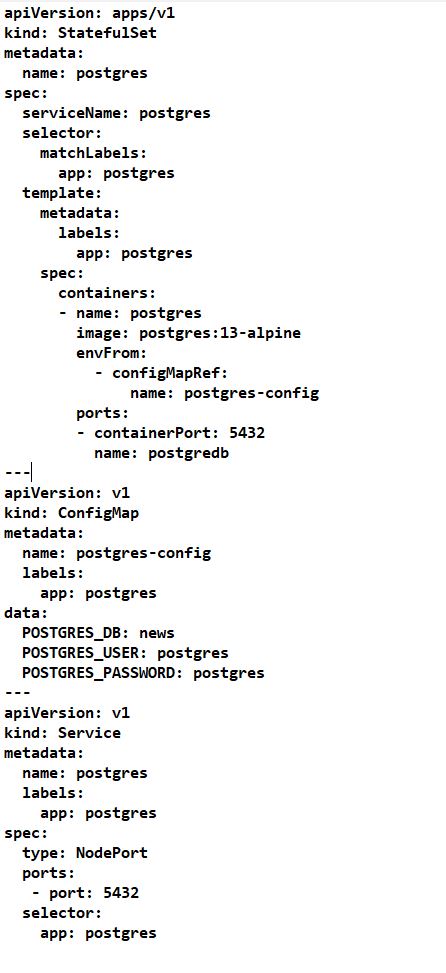 apiVersion: apps/v1
kind: StatefulSet
metadata:
  name: postgres
spec:
  serviceName: postgres
  selector:
    matchLabels:
      app: postgres
  template:
    metadata:
      labels:
        app: postgres
    spec:
      containers:
      - name: postgres
        image: postgres:13-alpine
        envFrom:
          - configMapRef:
              name: postgres-config
        ports:
        - containerPort: 5432
          name: postgredb
---
apiVersion: v1
kind: ConfigMap
metadata:
  name: postgres-config
  labels:
    app: postgres
data:
  POSTGRES_DB: news
  POSTGRES_USER: postgres
  POSTGRES_PASSWORD: postgres
---
apiVersion: v1
kind: Service
metadata:
  name: postgres
  labels:
    app: postgres
spec:
  type: NodePort
  ports:
   - port: 5432
  selector:
    app: postgres